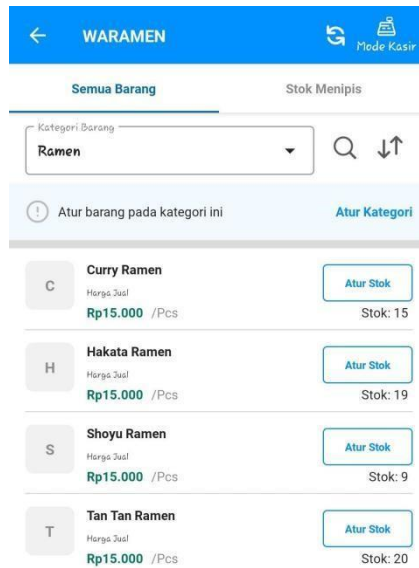 WARAMEN
Mode Kasir
Semua Barang
Stok Menipis
Kategori Barang
Ramen
Atur barang pada kategori ini
Atur Kategori
C
Curry Ramen
Harga Jual
Rp15.000 /Pcs
Atur Stok
Stok: 15
H
Hakata Ramen
Harga Jual
Rp15.000 /Pcs
Atur Stok
Stok: 19
S
Shoyu Ramen
Harga Jual
Rp15.000 /Pcs
Atur Stok
Stok: 9
T
Tan Tan Ramen
Harga Jual
Rp15.000 /Pcs
Atur Stok
Stok: 20